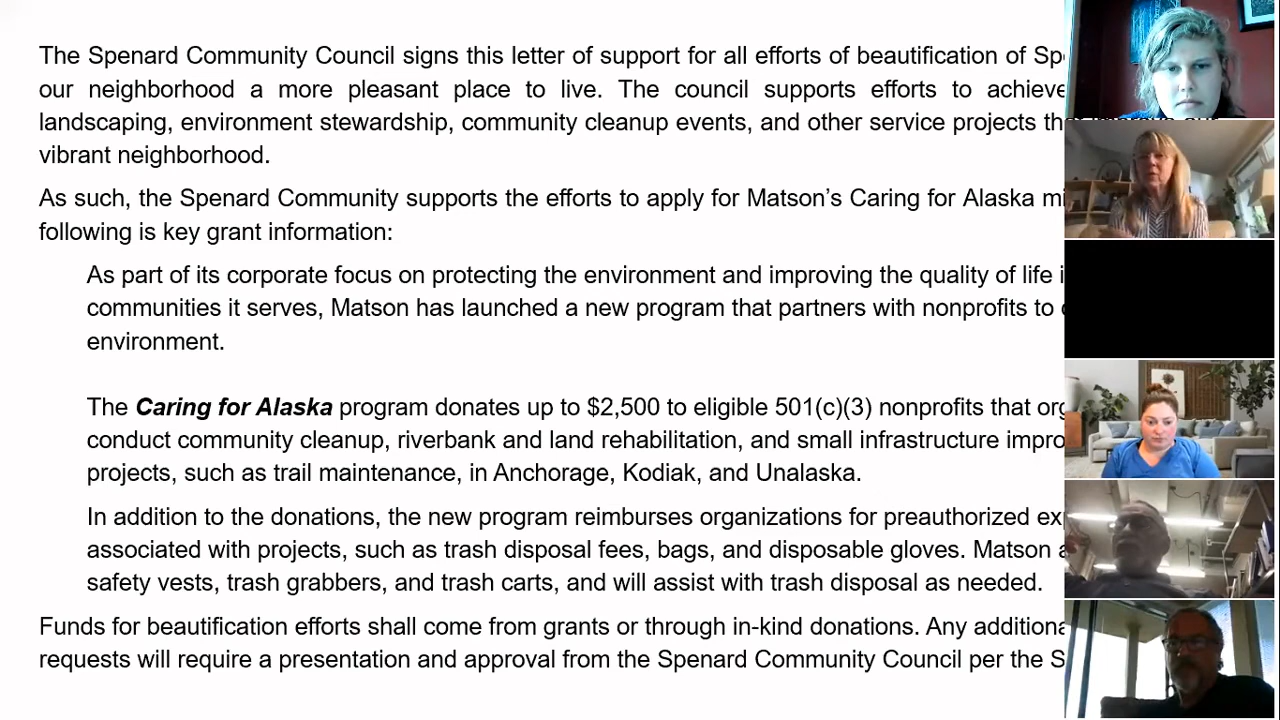 The Spenard Community Council signs this letter of support for all efforts of beautification of
our neighborhood a more pleasant place to live. The council supports efforts to achieve
landscaping, environment stewardship, community cleanup events, and other service projects
vibrant neighborhood.
As such, the Spenard Community supports the efforts to apply for Matson’s Caring for Alaska
following is key grant information:
As part of its corporate focus on protecting the environment and improving the quality of life
communities it serves, Matson has launched a new program that partners with nonprofits to
environment.
The Caring for Alaska program donates up to $2,500 to eligible 501(c)(3) nonprofits that
conduct community cleanup, riverbank and land rehabilitation, and small infrastructure
projects, such as trail maintenance, in Anchorage, Kodiak, and Unalaska.
In addition to the donations, the new program reimburses organizations for preauthorized
associated with projects, such as trash disposal fees, bags, and disposable gloves. Matson
safety vests, trash grabbers, and trash carts, and will assist with trash disposal as needed.
Funds for beautification efforts shall come from grants or through in-kind donations. Any
requests will require a presentation and approval from the Spenard Community Council per the